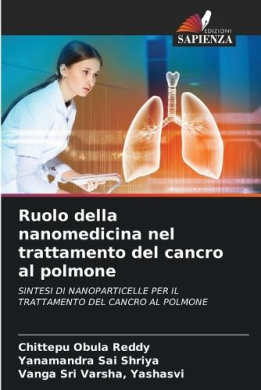 EDIZIONI
SAPIENZA
Ruolo della
nanomedicina nel
trattamento del cancro
al polmone
SINTESI DI NANOPARTICELLE PER IL
TRATTAMENTO DEL CANCRO AL POLMONE
Chittepu Obula Reddy
Yanamandra Sai Shriya
Vanga Sri Varsha, Yashasvi